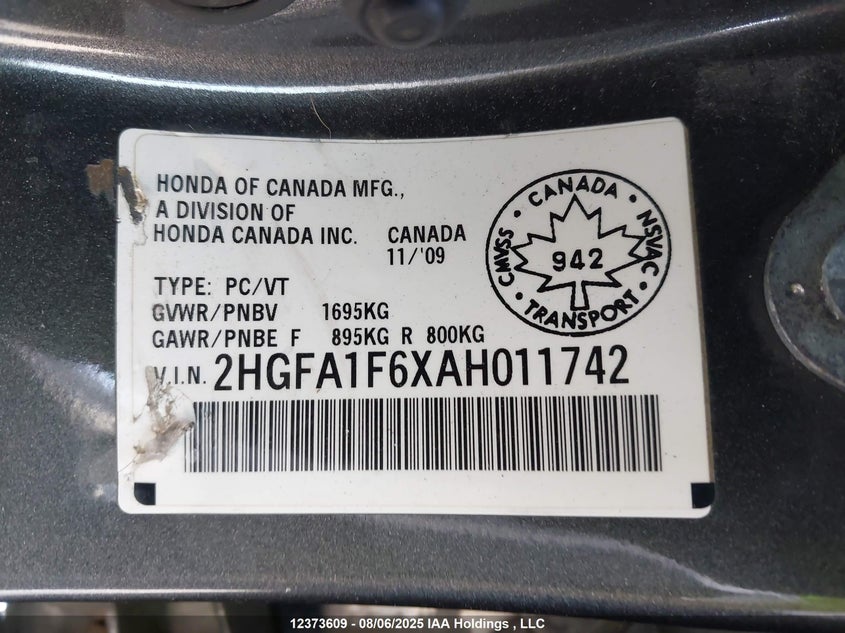 HONDA OF CANADA MFG.,
A DIVISION OF
HONDA CANADA INC. CANADA
11/'09
TYPE: PC/VT
GVWR/PNBV 1695KG
GAWR/PNBE F 895KG R 800KG
V.I.N. 2HGFA1F6XAH011742
· CANADA ·
CMVSS 942 NSVAC
· TRANSPORT ·
12373609 - 08/06/2025 IAA Holdings , LLC